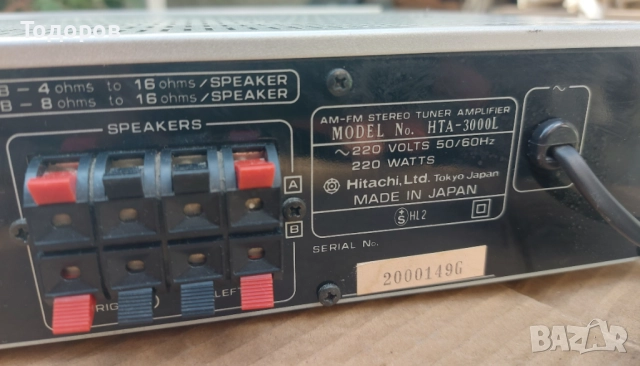 Тодоров
B – 4 ohms to 16 ohms/SPEAKER
B – 8 ohms to 16 ohms/SPEAKER
SPEAKERS
A
B
LEFT
AM-FM STEREO TUNER AMPLIFIER
MODEL No. HTA-3000L
~220 VOLTS 50/60Hz
220 WATTS
Hitachi, Ltd. Tokyo Japan
MADE IN JAPAN
S HL2
SERIAL No.
2000149G
~
BAZAR